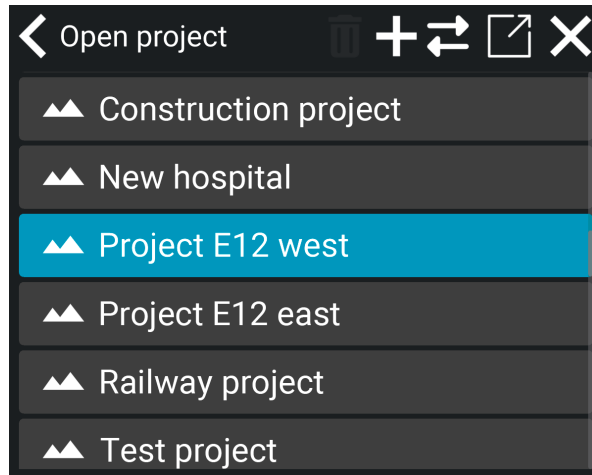 Open project
Construction project
New hospital
Project E12 west
Project E12 east
Railway project
Test project